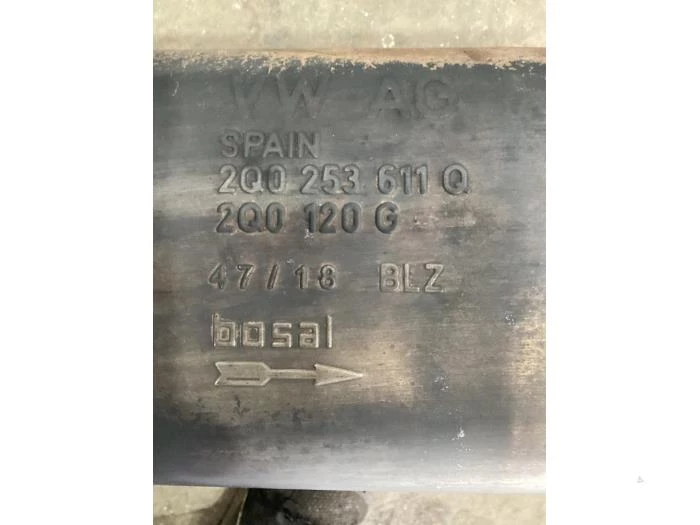 VW AG
SPAIN
2Q0 253 611 Q
2Q0 120 G
47/18 BLZ
bosal